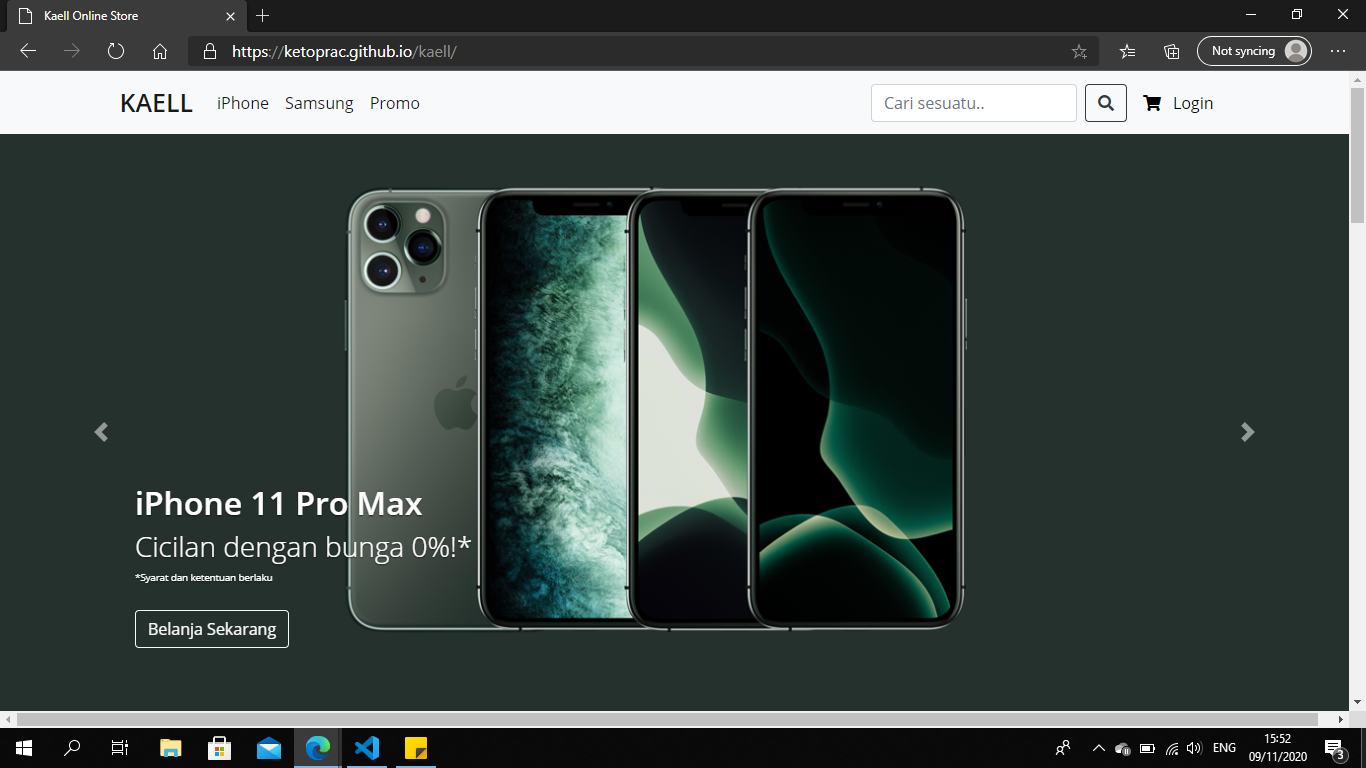 Kaell Online Store
https://ketoprac.github.io/kaell/
Not syncing
KAELL iPhone Samsung Promo Cari sesuatu.. Login
iPhone 11 Pro Max
Cicilan dengan bunga 0%!*
*Syarat dan ketentuan berlaku
Belanja Sekarang
ENG
15:52
09/11/2020
3